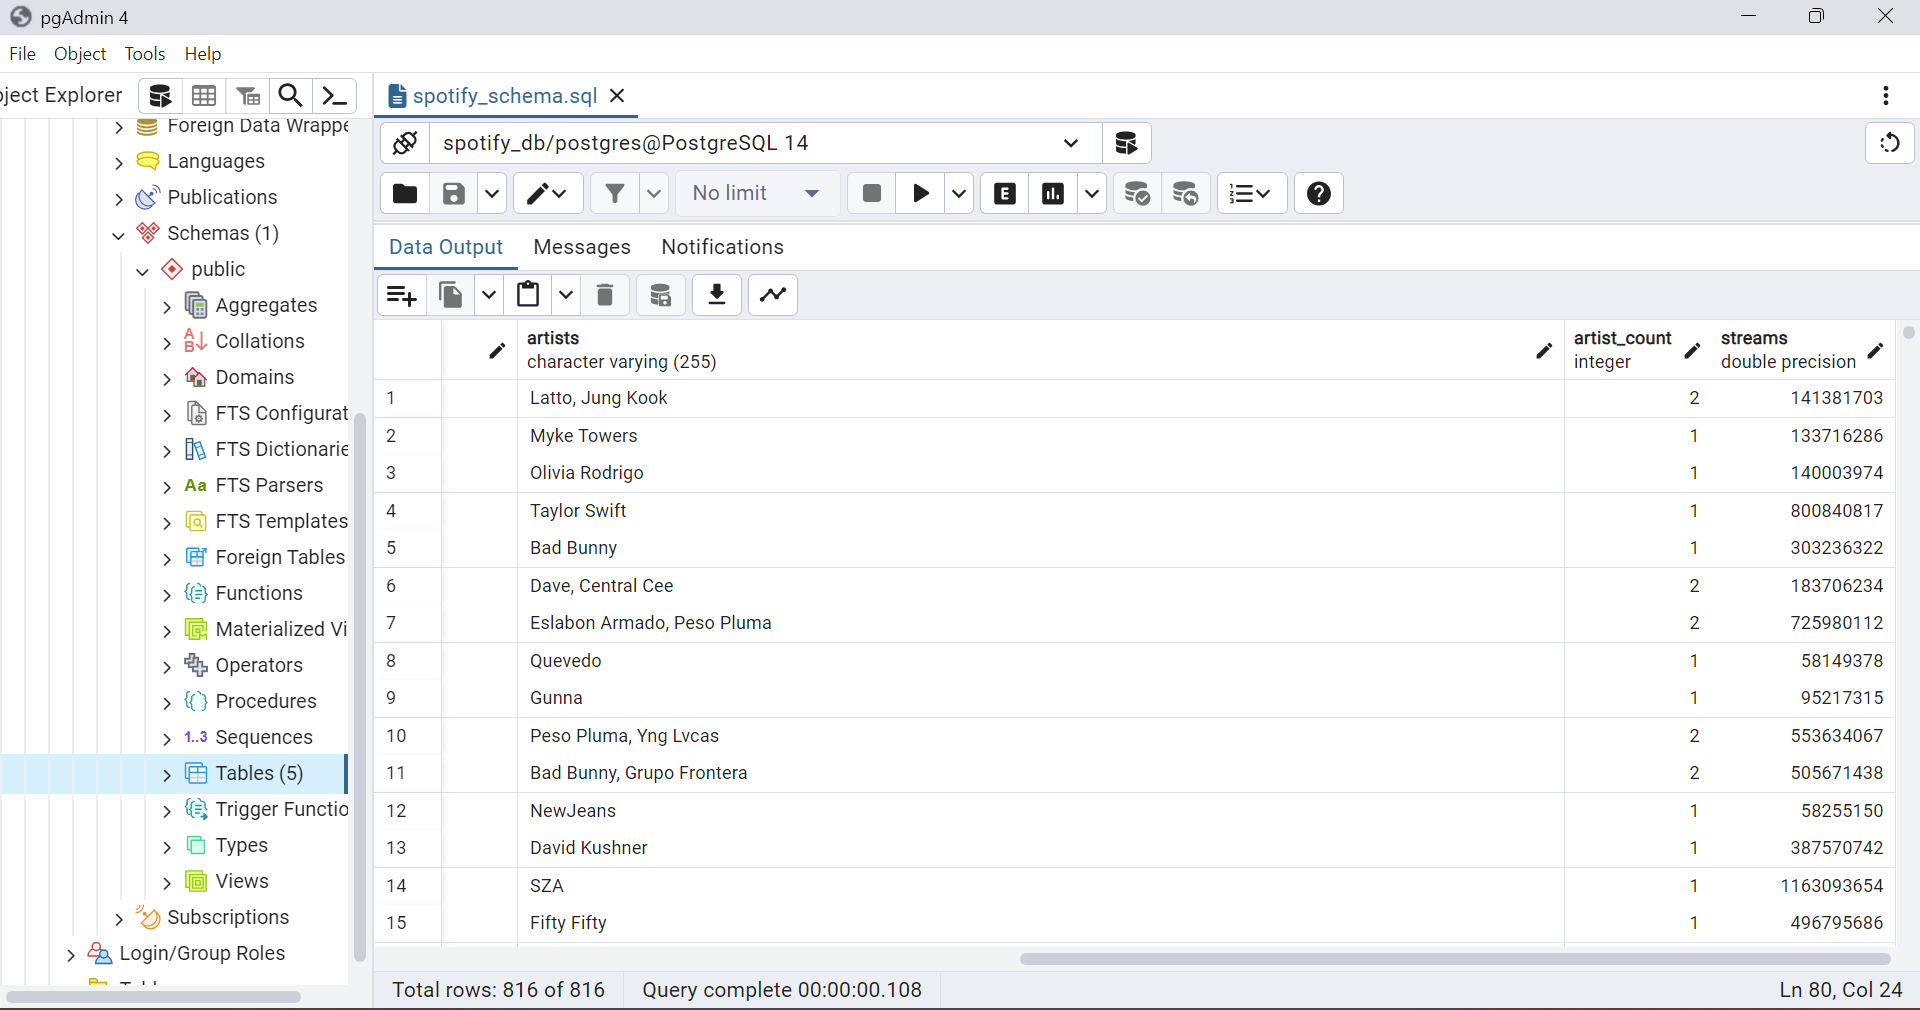 pgAdmin 4
File Object Tools Help
ject Explorer
spotify_schema.sql
Foreign Data Wrappe
Languages
Publications
Schemas (1)
public
Aggregates
Collations
Domains
FTS Configurat
FTS Dictionarie
Aa FTS Parsers
FTS Templates
Foreign Tables
Functions
Materialized Vi
Operators
Procedures
1..3 Sequences
Tables (5)
Trigger Functio
Types
Views
Subscriptions
Login/Group Roles
spotify_db/postgres@PostgreSQL 14
No limit
E
Data Output Messages Notifications
artists artist_count streams
character varying (255) integer double precision
1 Latto, Jung Kook 2 141381703
2 Myke Towers 1 133716286
3 Olivia Rodrigo 1 140003974
4 Taylor Swift 1 800840817
5 Bad Bunny 1 303236322
6 Dave, Central Cee 2 183706234
7 Eslabon Armado, Peso Pluma 2 725980112
8 Quevedo 1 58149378
9 Gunna 1 95217315
10 Peso Pluma, Yng Lvcas 2 553634067
11 Bad Bunny, Grupo Frontera 2 505671438
12 NewJeans 1 58255150
13 David Kushner 1 387570742
14 SZA 1 1163093654
15 Fifty Fifty 1 496795686
Total rows: 816 of 816 Query complete 00:00:00.108 Ln 80, Col 24